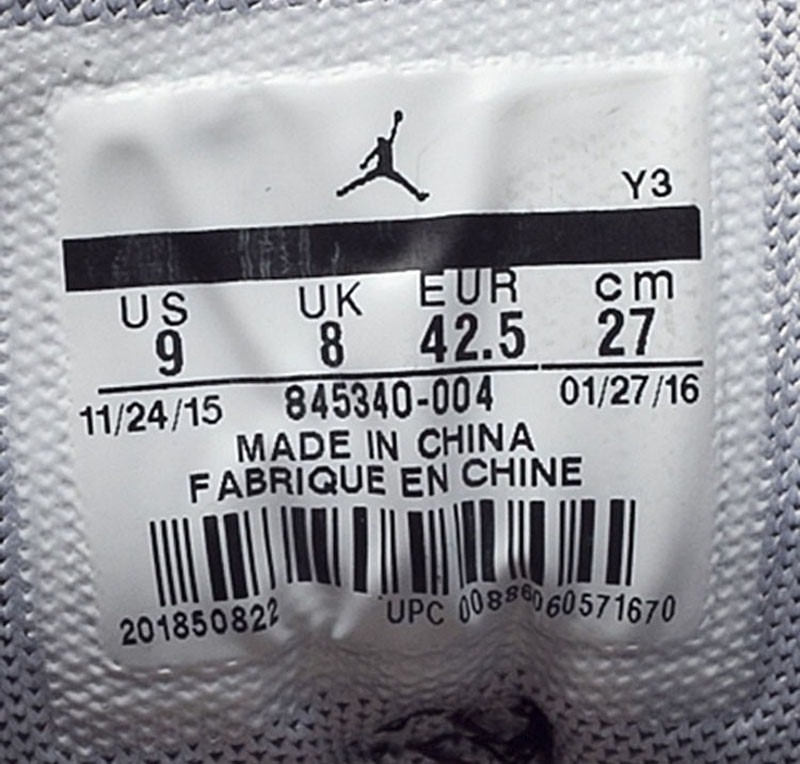 Y3
US UK EUR cm
9 8 42.5 27
11/24/15 845340-004 01/27/16
MADE IN CHINA
FABRIQUE EN CHINE
201850822 UPC 00886060571670